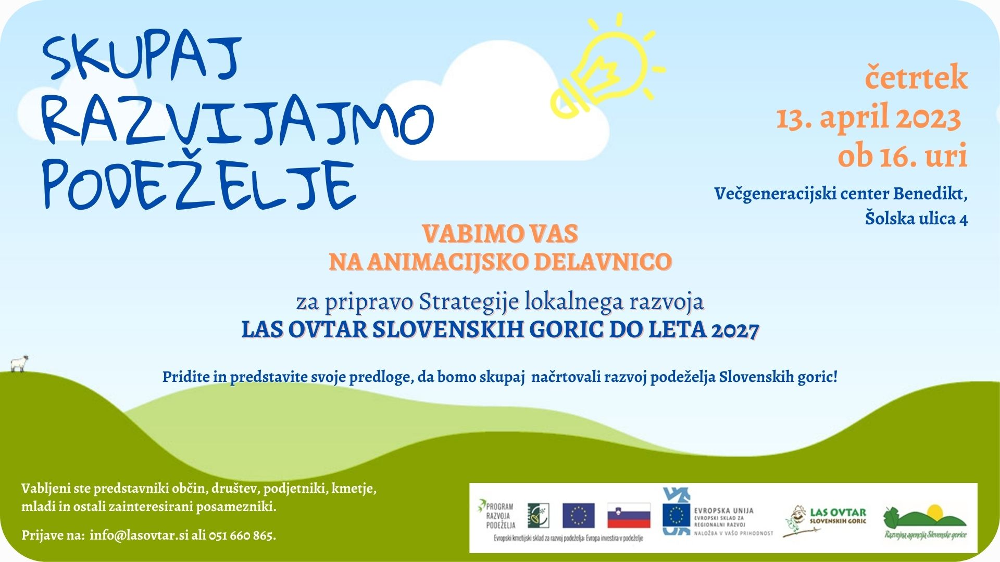 SKUPAJ
RAZVIJAJMO
PODEŽELJE
četrtek
13. april 2023
ob 16. uri
Večgeneracijski center Benedikt,
Šolska ulica 4
VABIMO VAS
NA ANIMACIJSKO DELAVNICO
za pripravo Strategije lokalnega razvoja
LAS OVTAR SLOVENSKIH GORIC DO LETA 2027
Pridite in predstavite svoje predloge, da bomo skupaj načrtovali razvoj podeželja Slovenskih goric!
Vabljeni ste predstavniki občin, društev, podjetniki, kmetje,
mladi in ostali zainteresirani posamezniki.
Prijave na: info@lasovtar.si ali 051 660 865.
PROGRAM
RAZVOJA
PODEŽELJA
Evropski kmetijski sklad za razvoj podeželja: Evropa investira v podeželje
EVROPSKA UNIJA
EVROPSKI SKLAD ZA
REGIONALNI RAZVOJ
NALOŽBA V VAŠO PRIHODNOST
LAS OVTAR
SLOVENSKIH GORIC
Razvojna agencija Slovenske gorice